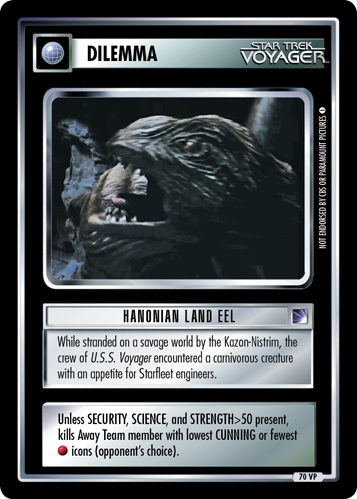 DILEMMA
STAR TREK
VOYAGER
NOT ENDORSED BY CBS OR PARAMOUNT PICTURES
HANONIAN LAND EEL
While stranded on a savage world by the Kazon-Nistrim, the
crew of U.S.S. Voyager encountered a carnivorous creature
with an appetite for Starfleet engineers.
Unless SECURITY, SCIENCE, and STRENGTH>50 present,
kills Away Team member with lowest CUNNING or fewest
icons (opponent's choice).
70 VP